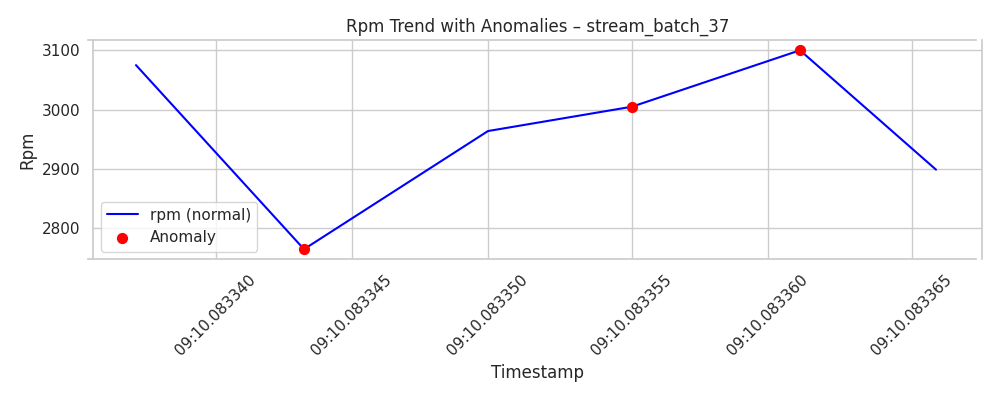 Rpm Trend with Anomalies – stream_batch_37
Rpm
3100
3000
2900
2800
rpm (normal)
Anomaly
09:10.083340
09:10.083345
09:10.083350
09:10.083355
09:10.083360
09:10.083365
Timestamp